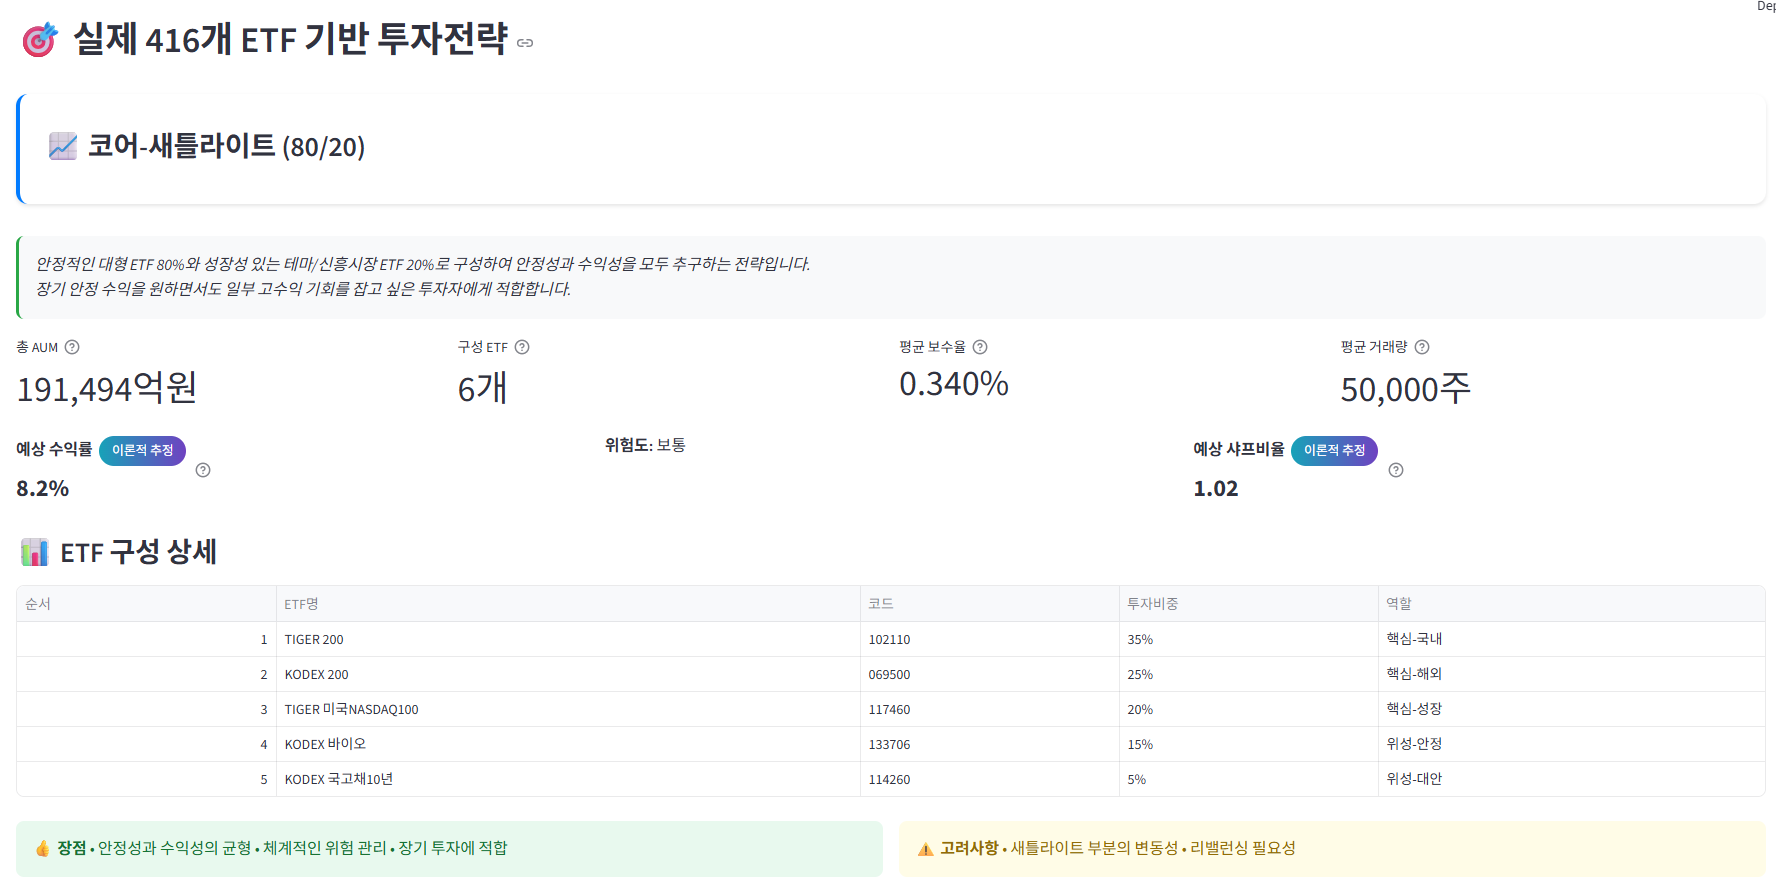 Dep
실제 416개 ETF 기반 투자전략
코어-새틀라이트 (80/20)
안정적인 대형 ETF 80%와 성장성 있는 테마/신흥시장 ETF 20%로 구성하여 안정성과 수익성을 모두 추구하는 전략입니다.
장기 안정 수익을 원하면서도 일부 고수익 기회를 잡고 싶은 투자자에게 적합합니다.
총 AUM 구성 ETF 평균 보수율 평균 거래량
191,494억원 6개 0.340% 50,000주
예상 수익률 이론적 추정 위험도: 보통 예상 샤프비율 이론적 추정
8.2% 1.02
ETF 구성 상세
순서 ETF명 코드 투자비중 역할
1 TIGER 200 102110 35% 핵심-국내
2 KODEX 200 069500 25% 핵심-해외
3 TIGER 미국NASDAQ100 117460 20% 핵심-성장
4 KODEX 바이오 133706 15% 위성-안정
5 KODEX 국고채10년 114260 5% 위성-대안
장점 • 안정성과 수익성의 균형 • 체계적인 위험 관리 • 장기 투자에 적합
고려사항 • 새틀라이트 부분의 변동성 • 리밸런싱 필요성